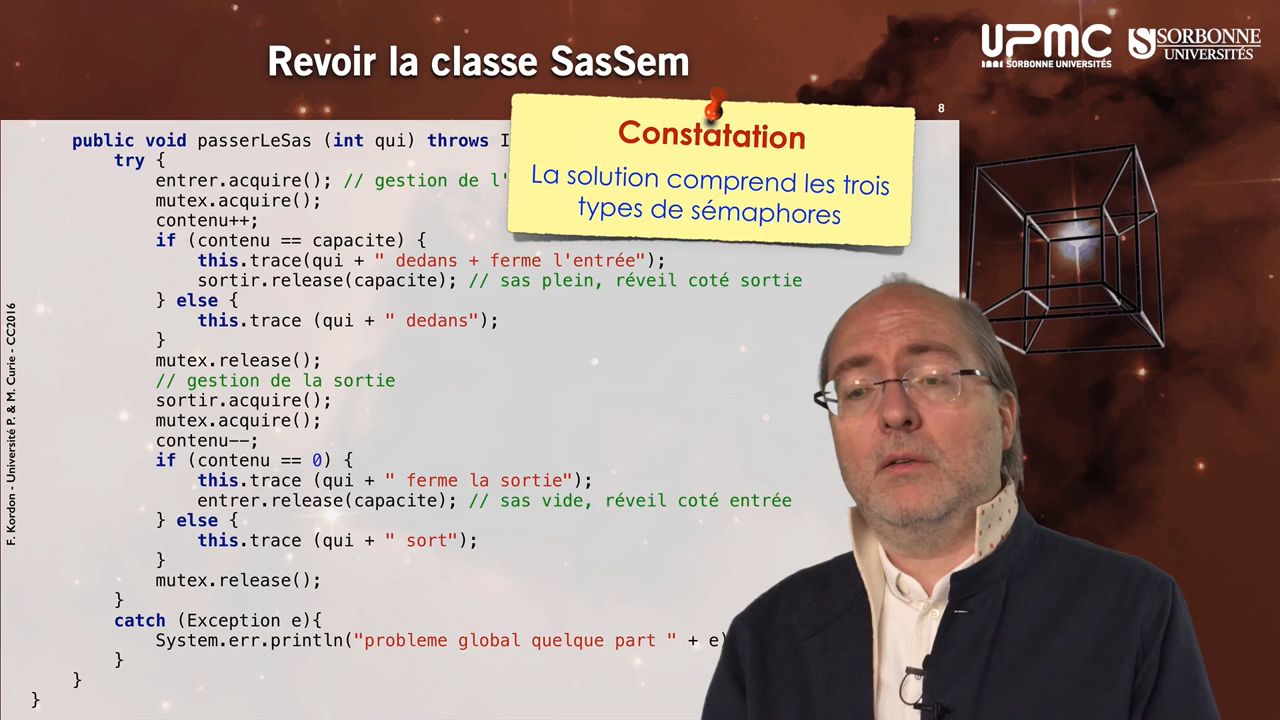 Revoir la classe SasSem
UPMC
SORBONNE UNIVERSITÉS
SORBONNE
UNIVERSITÉS
8
Constatation
La solution comprend les trois
types de sémaphores
public void passerLeSas (int qui) throws I
try {
entrer.acquire(); // gestion de l'
mutex.acquire();
contenu++;
if (contenu == capacite) {
this.trace(qui + " dedans + ferme l'entrée");
sortir.release(capacite); // sas plein, réveil coté sortie
} else {
this.trace (qui + " dedans");
}
mutex.release();
// gestion de la sortie
sortir.acquire();
mutex.acquire();
contenu--;
if (contenu == 0) {
this.trace (qui + " ferme la sortie");
entrer.release(capacite); // sas vide, réveil coté entrée
} else {
this.trace (qui + " sort");
}
mutex.release();
}
catch (Exception e){
System.err.println("probleme global quelque part " + e)
}
}
}
F. Kordon - Université P. & M. Curie - CC2016